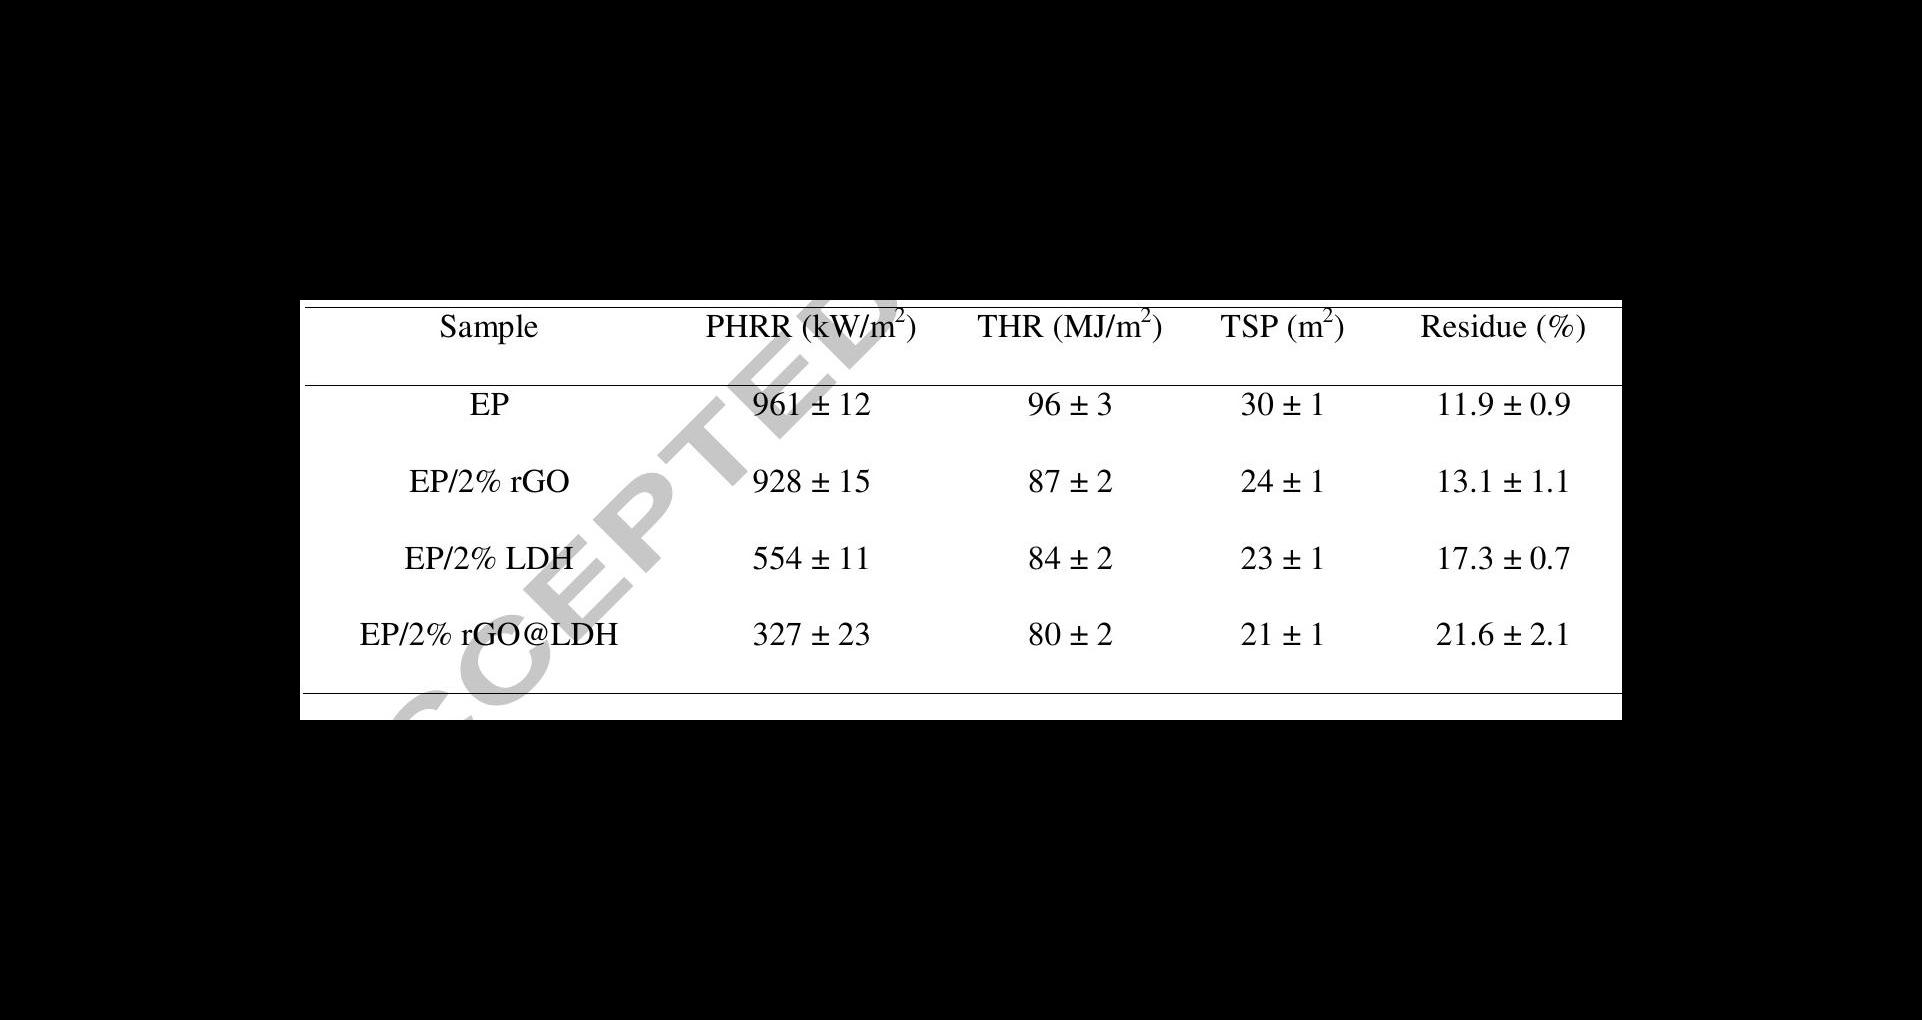 Sample PHRR (kW/m²) THR (MJ/m²) TSP (m²) Residue (%)
EP 961 ± 12 96 ± 3 30 ± 1 11.9 ± 0.9
EP/2% rGO 928 ± 15 87 ± 2 24 ± 1 13.1 ± 1.1
EP/2% LDH 554 ± 11 84 ± 2 23 ± 1 17.3 ± 0.7
EP/2% rGO@LDH 327 ± 23 80 ± 2 21 ± 1 21.6 ± 2.1
CCEPTED